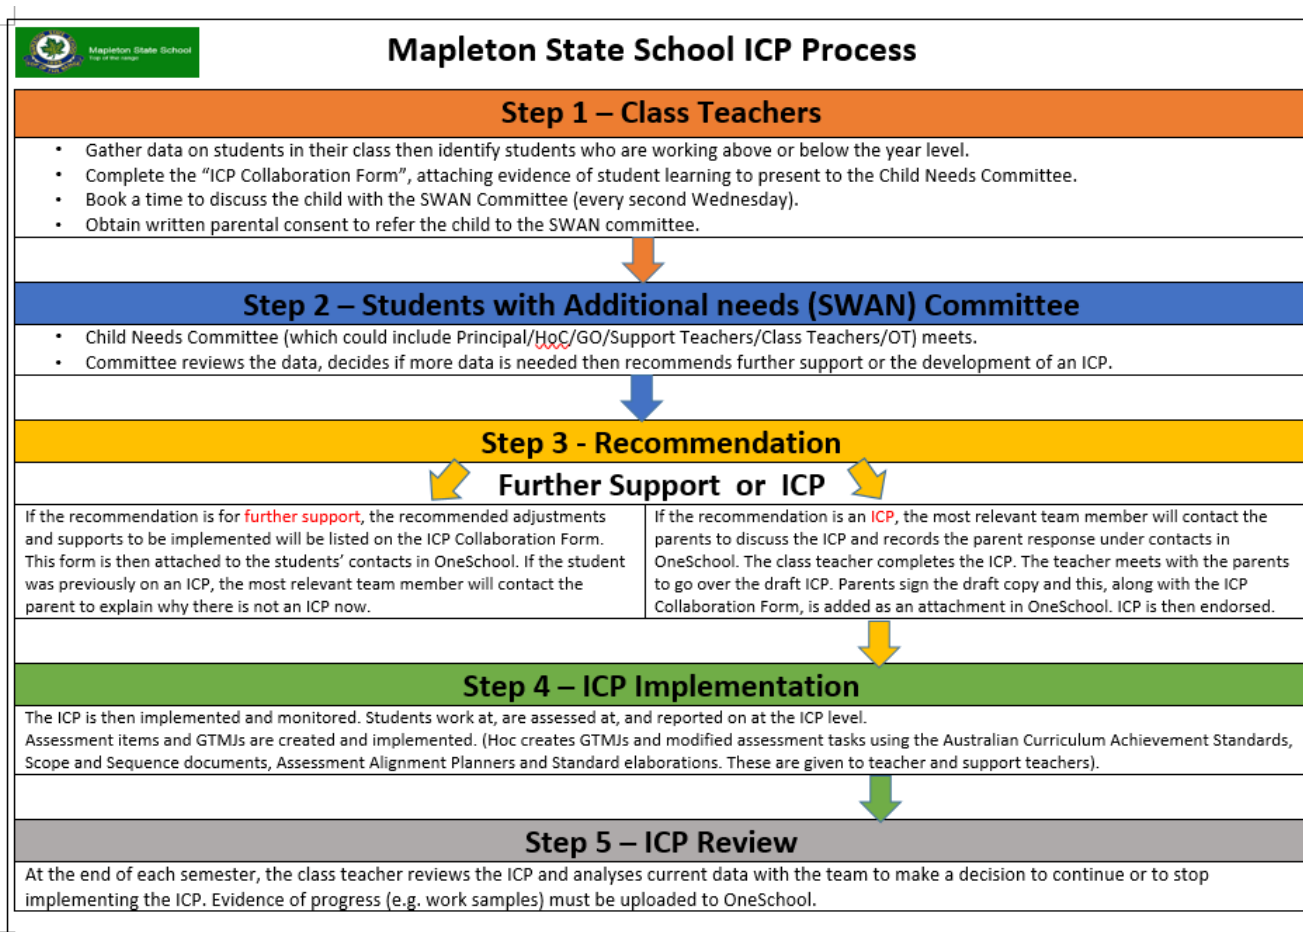 Mapleton State School
Top of the range
Mapleton State School ICP Process
Step 1 – Class Teachers
• Gather data on students in their class then identify students who are working above or below the year level.
• Complete the “ICP Collaboration Form”, attaching evidence of student learning to present to the Child Needs Committee.
• Book a time to discuss the child with the SWAN Committee (every second Wednesday).
• Obtain written parental consent to refer the child to the SWAN committee.
Step 2 – Students with Additional needs (SWAN) Committee
• Child Needs Committee (which could include Principal/HoC/GO/Support Teachers/Class Teachers/OT) meets.
• Committee reviews the data, decides if more data is needed then recommends further support or the development of an ICP.
Step 3 - Recommendation
Further Support or ICP
If the recommendation is for further support, the recommended adjustments
and supports to be implemented will be listed on the ICP Collaboration Form.
This form is then attached to the students’ contacts in OneSchool. If the student
was previously on an ICP, the most relevant team member will contact the
parent to explain why there is not an ICP now.
If the recommendation is an ICP, the most relevant team member will contact the
parents to discuss the ICP and records the parent response under contacts in
OneSchool. The class teacher completes the ICP. The teacher meets with the parents
to go over the draft ICP. Parents sign the draft copy and this, along with the ICP
Collaboration Form, is added as an attachment in OneSchool. ICP is then endorsed.
Step 4 – ICP Implementation
The ICP is then implemented and monitored. Students work at, are assessed at, and reported on at the ICP level.
Assessment items and GTMJs are created and implemented. (Hoc creates GTMJs and modified assessment tasks using the Australian Curriculum Achievement Standards,
Scope and Sequence documents, Assessment Alignment Planners and Standard elaborations. These are given to teacher and support teachers).
Step 5 – ICP Review
At the end of each semester, the class teacher reviews the ICP and analyses current data with the team to make a decision to continue or to stop
implementing the ICP. Evidence of progress (e.g. work samples) must be uploaded to OneSchool.